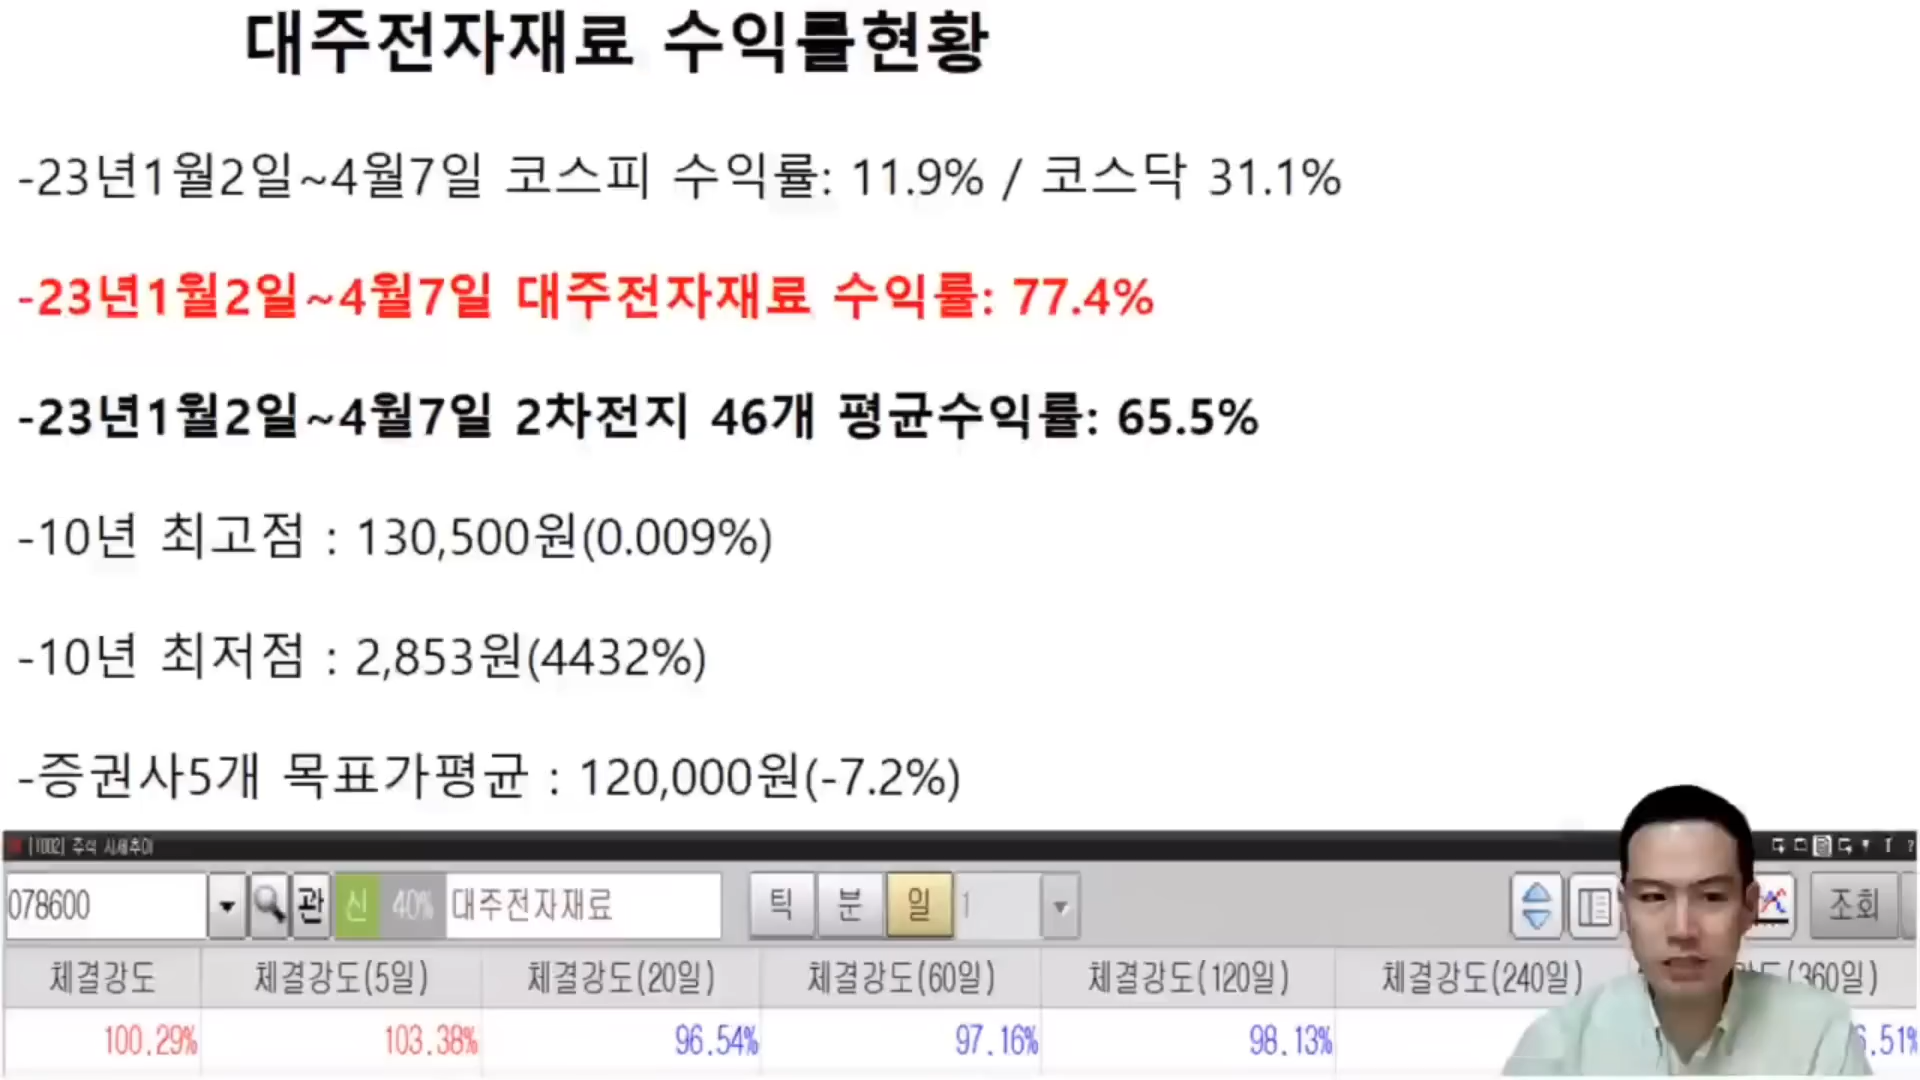 대주전자재료 수익률현황
-23년1월2일~4월7일 코스피 수익률: 11.9% / 코스닥 31.1%
-23년1월2일~4월7일 대주전자재료 수익률: 77.4%
-23년1월2일~4월7일 2차전지 46개 평균수익률: 65.5%
-10년 최고점 : 130,500원(0.009%)
-10년 최저점 : 2,853원(4432%)
-증권사5개 목표가평균 : 120,000원(-7.2%)
[1002] 주식 시세추이
078600 관 신 40% 대주전자재료 틱 분 일 1 조회
체결강도 체결강도(5일) 체결강도(20일) 체결강도(60일) 체결강도(120일) 체결강도(240일) 도(360일)
100.29% 103.38% 96.54% 97.16% 98.13% .51%